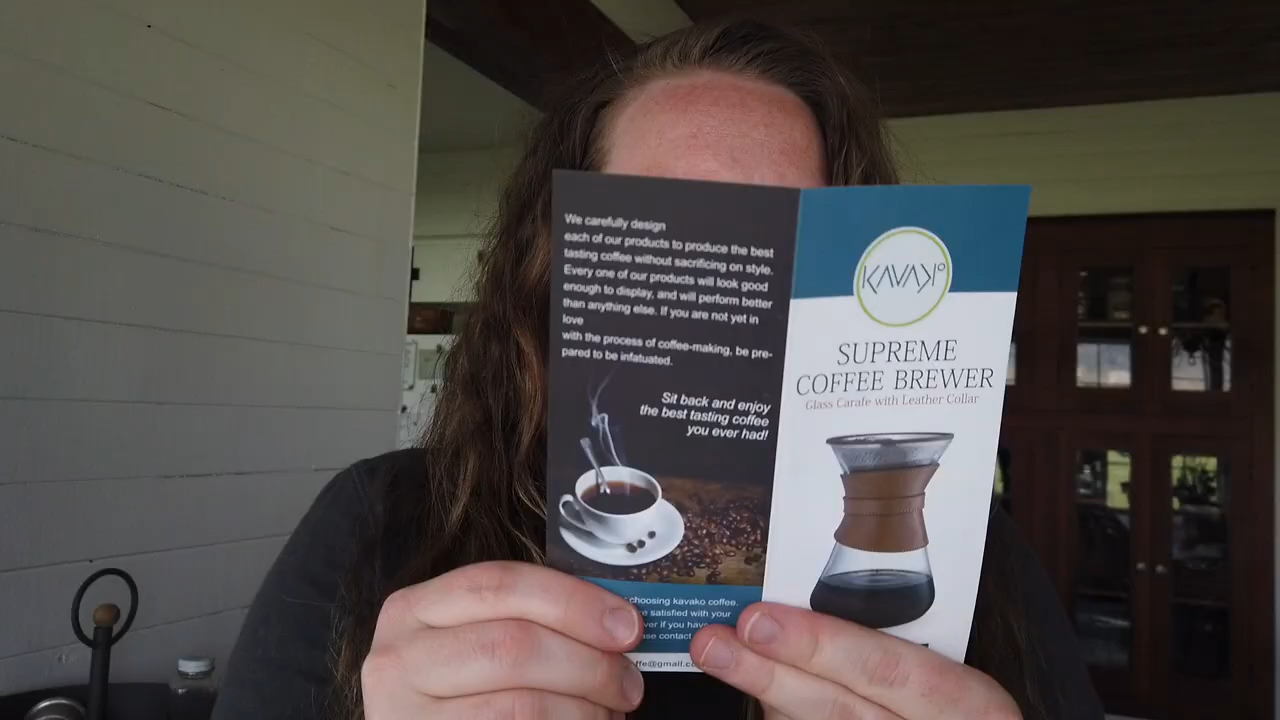 We carefully design
each of our products to produce the best
tasting coffee without sacrificing on style.
Every one of our products will look good
enough to display, and will perform better
than anything else. If you are not yet in
love
with the process of coffee-making, be pre-
pared to be infatuated.
Sit back and enjoy
the best tasting coffee
you ever had!
choosing kavako coffee.
satisfied with your
if you have
contact
KAVAKO
SUPREME
COFFEE BREWER
Glass Carafe with Leather Collar